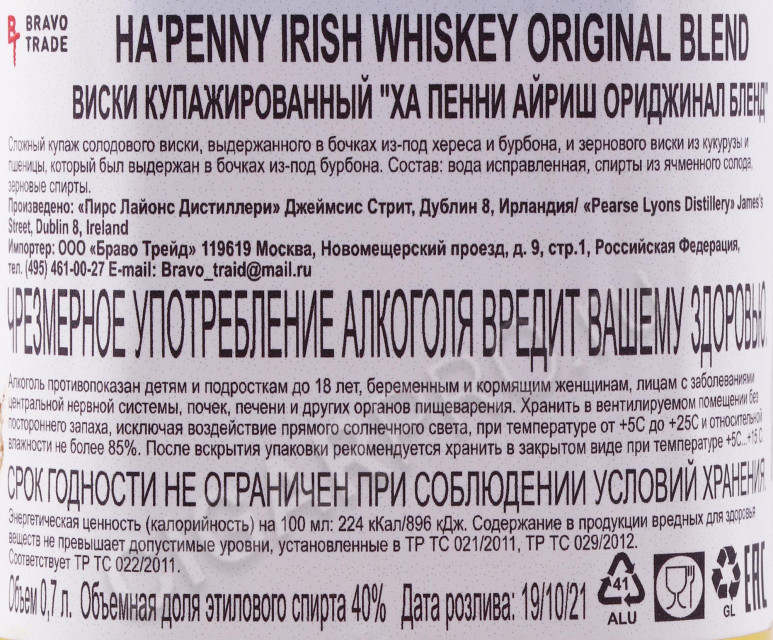 BRAVO
TRADE
HA'PENNY IRISH WHISKEY ORIGINAL BLEND
ВИСКИ КУПАЖИРОВАННЫЙ "ХА ПЕННИ АЙРИШ ОРИДЖИНАЛ БЛЕНД"
Сложный купаж солодового виски, выдержанного в бочках из-под хереса и бурбона, и зернового виски из кукурузы и
пшеницы, который был выдержан в бочках из-под бурбона. Состав: вода исправленная, спирты из ячменного солода,
зерновые спирты.
Произведено: «Пирс Лайонс Дистиллери» Джеймсис Стрит, Дублин 8, Ирландия/ «Pearse Lyons Distillery» James's
Street, Dublin 8, Ireland
Импортер: ООО «Браво Трейд» 119619 Москва, Новомещерский проезд, д. 9, стр.1, Российская Федерация,
тел. (495) 461-00-27 E-mail: Bravo_traid@mail.ru
ЧРЕЗМЕРНОЕ УПОТРЕБЛЕНИЕ АЛКОГОЛЯ ВРЕДИТ ВАШЕМУ ЗДОРОВЬЮ.
Алкоголь противопоказан детям и подросткам до 18 лет, беременным и кормящим женщинам, лицам с заболеваниями
центральной нервной системы, почек, печени и других органов пищеварения. Хранить в вентилируемом помещении без
постороннего запаха, исключая воздействие прямого солнечного света, при температуре от +5С до +25С и относительной
влажности не более 85%. После вскрытия упаковки рекомендуется хранить в закрытом виде при температуре +5С...+15 С
СРОК ГОДНОСТИ НЕ ОГРАНИЧЕН ПРИ СОБЛЮДЕНИИ УСЛОВИЙ ХРАНЕНИЯ.
Энергетическая ценность (калорийность) на 100 мл: 224 кКал/896 кДж. Содержание в продукции вредных для здоровья
веществ не превышает допустимые уровни, установленные в ТР ТС 021/2011, ТР ТС 029/2012.
Соответствует ТР ТС 022/2011.
Объем 0,7 л. Объемная доля этилового спирта 40% Дата розлива: 19/10/21
41
ALU
GL
EAC